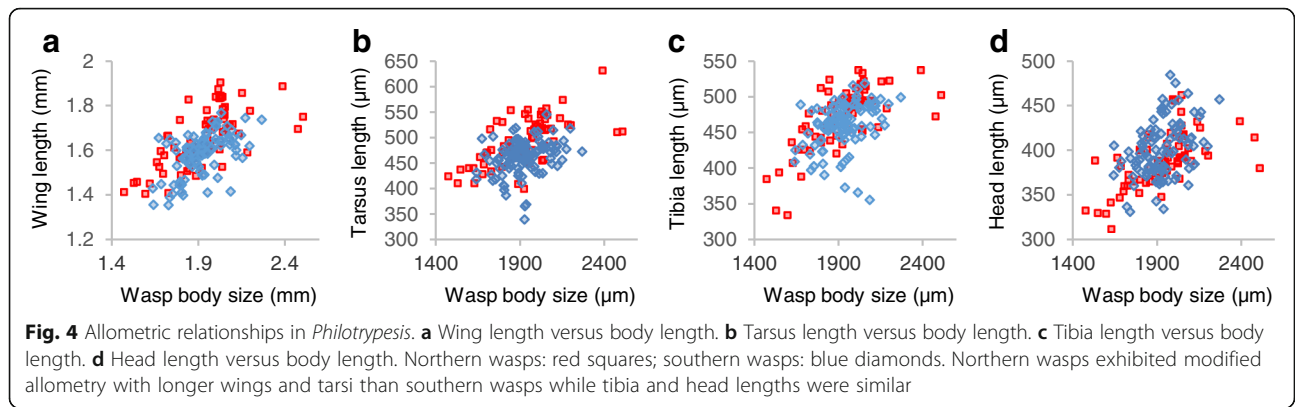 a
b
c
d
2
1.8
1.6
1.4
1.2
Wing length (mm)
1.4
1.9
2.4
Wasp body size (mm)
650
600
550
500
450
400
350
300
Tarsus length (µm)
1400
1900
2400
Wasp body size (µm)
550
500
450
400
350
300
Tibia length (µm)
1400
1900
2400
Wasp body size (µm)
500
450
400
350
300
Head length (µm)
1400
1900
2400
Wasp body size (µm)
Fig. 4 Allometric relationships in Philotrypesis. a Wing length versus body length. b Tarsus length versus body length. c Tibia length versus body
length. d Head length versus body length. Northern wasps: red squares; southern wasps: blue diamonds. Northern wasps exhibited modified
allometry with longer wings and tarsi than southern wasps while tibia and head lengths were similar